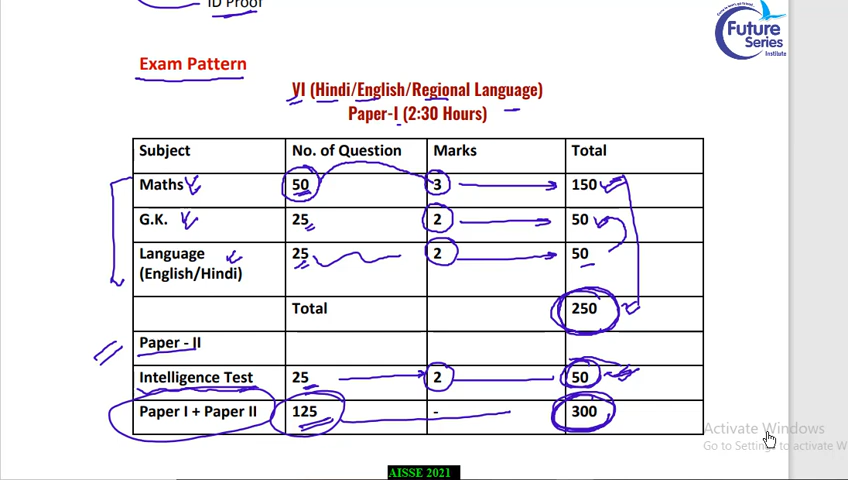 ID Proof
Future
Series
Institute
Exam Pattern
VI (Hindi/English/Regional Language)
Paper-I (2:30 Hours)
Subject No. of Question Marks Total
Maths 50 3 150
G.K. 25 2 50
Language 25 2 50
(English/Hindi)
Total 250
Paper - II
Intelligence Test 25 2 50
Paper I + Paper II 125 - 300
Activate Windows
Go to Settings to activate W
AISSE 2021